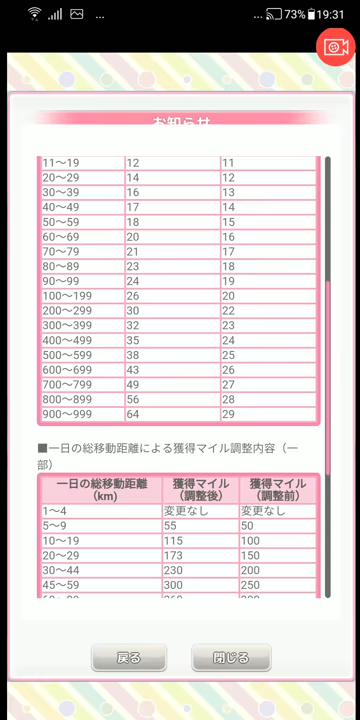 ... 73% 19:31
お知らせ
11～19 12 11
20～29 14 12
30～39 16 13
40～49 17 14
50～59 18 15
60～69 20 16
70～79 21 17
80～89 23 18
90～99 24 19
100～199 26 20
200～299 30 22
300～399 32 23
400～499 35 24
500～599 38 25
600～699 43 26
700～799 49 27
800～899 56 28
900～999 64 29
■一日の総移動距離による獲得マイル調整内容（一
部）
一日の総移動距離 獲得マイル 獲得マイル
(km) （調整後） （調整前）
1～4 変更なし 変更なし
5～9 55 50
10～19 115 100
20～29 173 150
30～44 230 200
45～59 300 250
戻る 閉じる